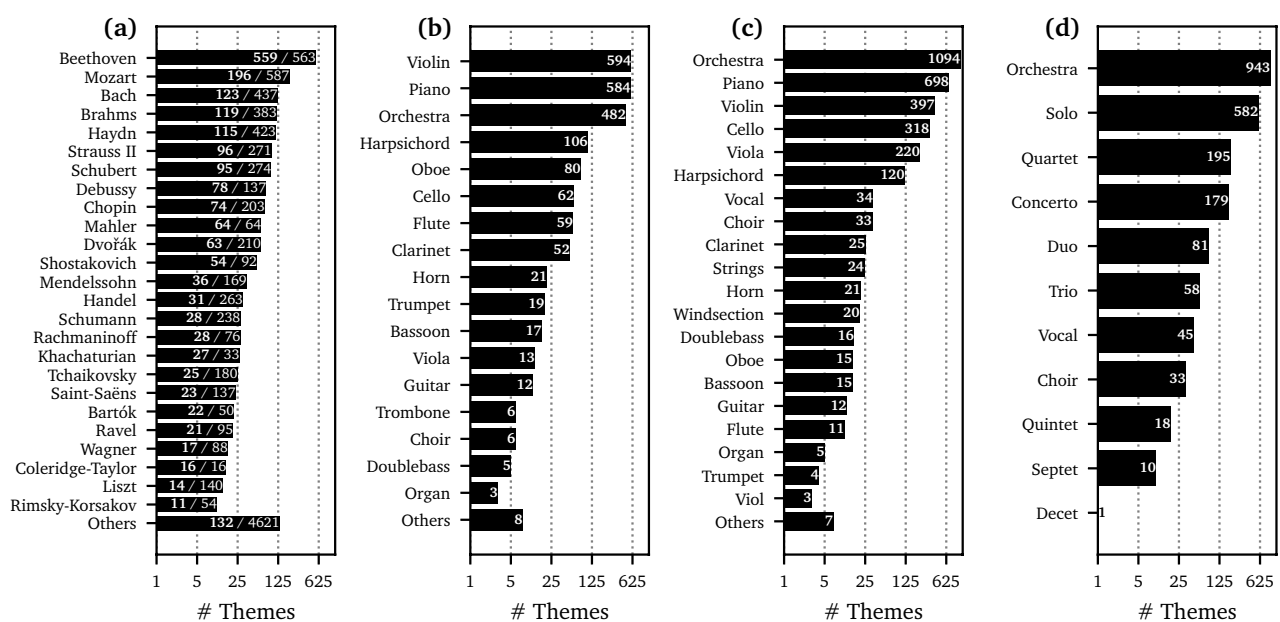 (a)
Beethoven 559 / 563
Mozart 196 / 587
Bach 123 / 437
Brahms 119 / 383
Haydn 115 / 423
Strauss II 96 / 271
Schubert 95 / 274
Debussy 78 / 137
Chopin 74 / 203
Mahler 64 / 64
Dvořák 63 / 210
Shostakovich 54 / 92
Mendelssohn 36 / 169
Handel 31 / 263
Schumann 28 / 238
Rachmaninoff 28 / 76
Khachaturian 27 / 33
Tchaikovsky 25 / 180
Saint-Saëns 23 / 137
Bartók 22 / 50
Ravel 21 / 95
Wagner 17 / 88
Coleridge-Taylor 16 / 16
Liszt 14 / 140
Rimsky-Korsakov 11 / 54
Others 132 / 4621
1 5 25 125 625
# Themes
(b)
Violin 594
Piano 584
Orchestra 482
Harpsichord 106
Oboe 80
Cello 62
Flute 59
Clarinet 52
Horn 21
Trumpet 19
Bassoon 17
Viola 13
Guitar 12
Trombone 6
Choir 6
Doublebass 5
Organ 3
Others 8
1 5 25 125 625
# Themes
(c)
Orchestra 1094
Piano 698
Violin 397
Cello 318
Viola 220
Harpsichord 120
Vocal 34
Choir 33
Clarinet 25
Strings 24
Horn 21
Windsection 20
Doublebass 16
Oboe 15
Bassoon 15
Guitar 12
Flute 11
Organ 5
Trumpet 4
Viol 3
Others 7
1 5 25 125 625
# Themes
(d)
Orchestra 943
Solo 582
Quartet 195
Concerto 179
Duo 81
Trio 58
Vocal 45
Choir 33
Quintet 18
Septet 10
Decet 1
1 5 25 125 625
# Themes